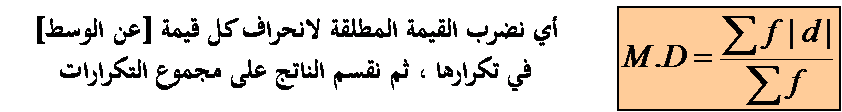 أي نضرب القيمة المطلقة لانحراف كل قيمة [عن الوسط]
في تكرارها ، ثم نقسم الناتج على مجموع التكرارات
M.D = ∑ f | d | / ∑ f